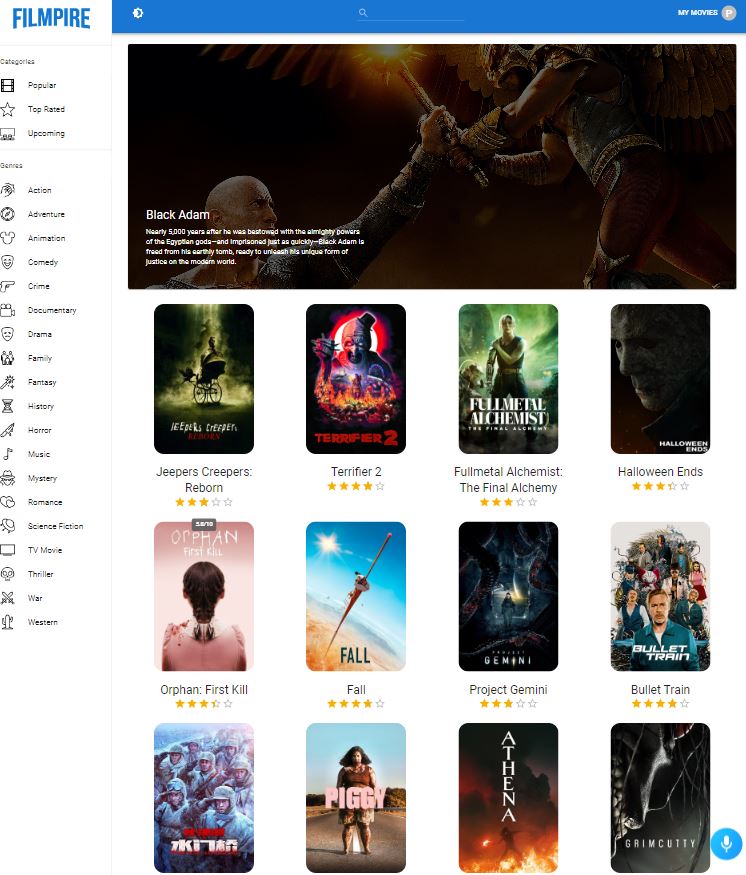 FILMPIRE
MY MOVIES P
Categories
Popular
Top Rated
Upcoming
Genres
Action
Adventure
Animation
Comedy
Crime
Documentary
Drama
Family
Fantasy
History
Horror
Music
Mystery
Romance
Science Fiction
TV Movie
Thriller
War
Western
Black Adam
Nearly 5,000 years after he was bestowed with the almighty powers
of the Egyptian gods—and imprisoned just as quickly—Black Adam is
freed from his earthly tomb, ready to unleash his unique form of
justice on the modern world.
JEEPERS CREEPERS
REBORN
TERRIFIER 2
FULLMETAL
ALCHEMIST
THE FINAL ALCHEMY
HALLOWEEN
ENDS
Jeepers Creepers:
Reborn
Terrifier 2
Fullmetal Alchemist:
The Final Alchemy
Halloween Ends
ORPHAN
FIRST KILL
FALL
PROJECT
GEMINI
BULLET
TRAIN
Orphan: First Kill
Fall
Project Gemini
Bullet Train
水门桥
PIGGY
ATHENA
GRIMCUTTY